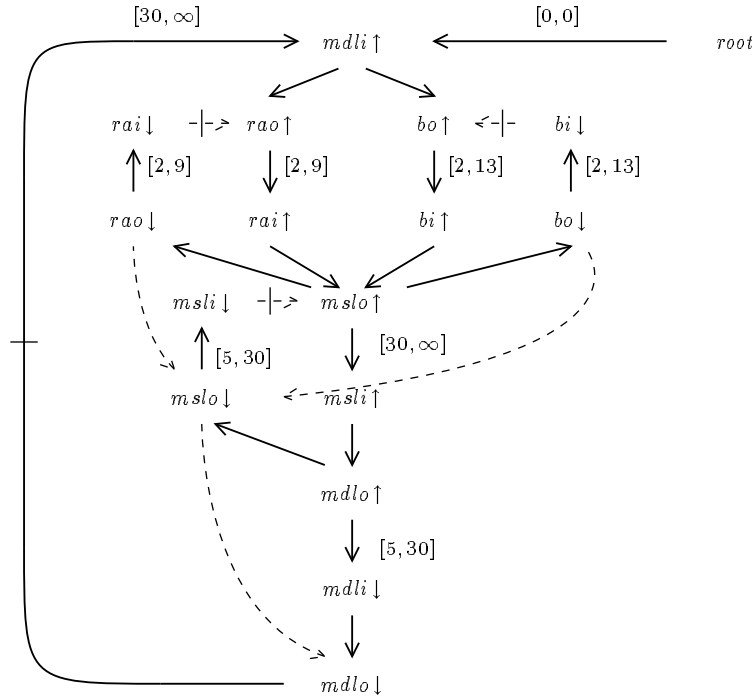 [30, ∞] [0, 0]
mdli↑ root
rai↓ rao↑ bo↑ bi↓
[2, 9] [2, 9] [2, 13] [2, 13]
rao↓ rai↑ bi↑ bo↓
msli↓ mslo↑
[5, 30] [30, ∞]
mslo↓ msli↑
mdlo↑
[5, 30]
mdli↓
mdlo↓